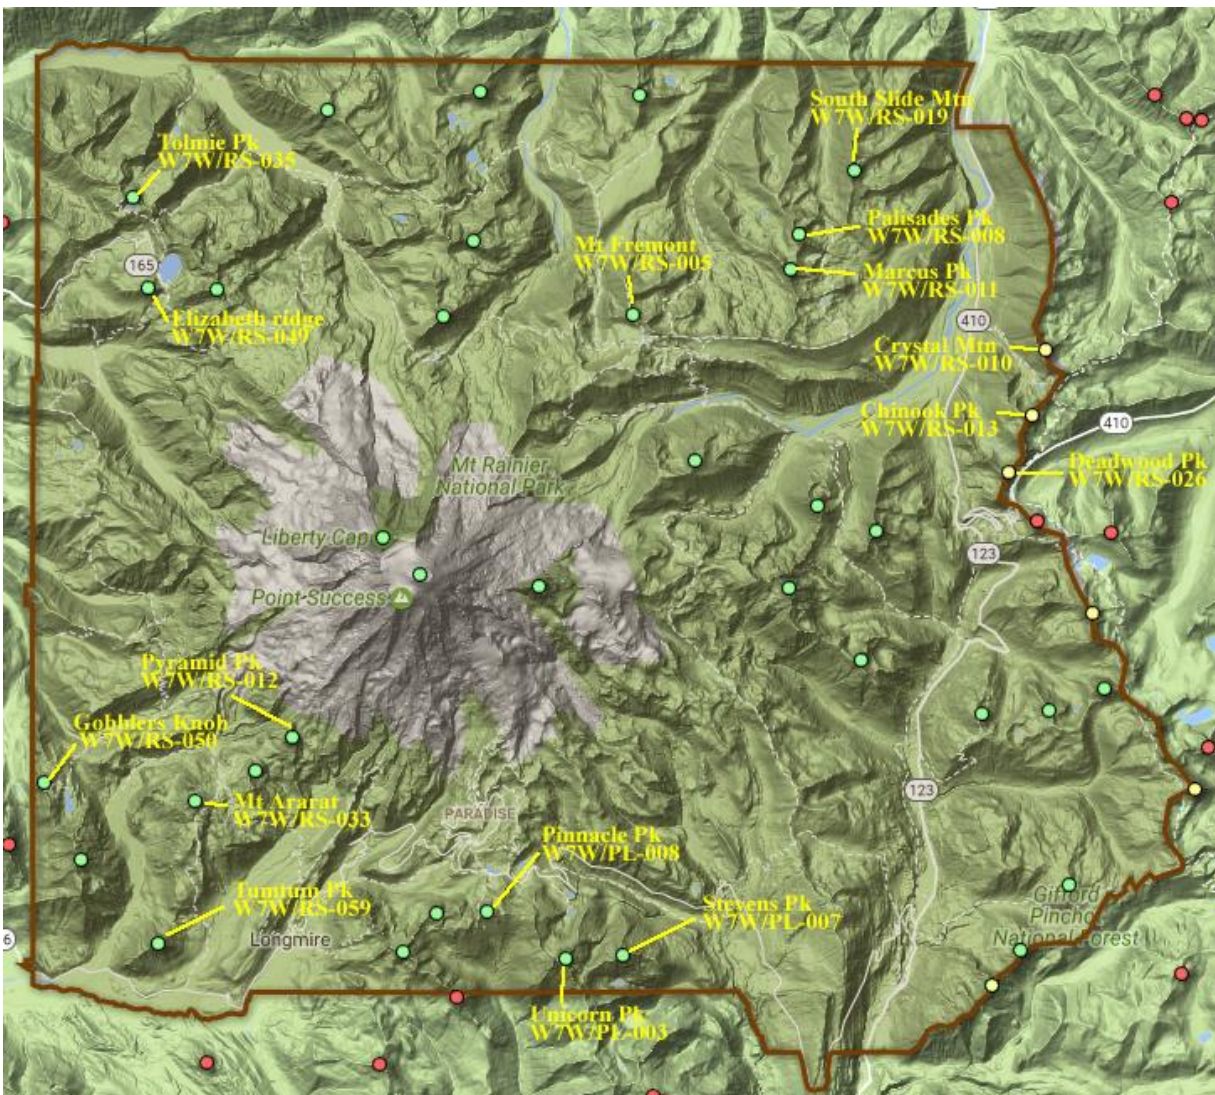 South Slide Mtn
W7W/RS-019
Tolmie Pk
W7W/RS-035
Palisades Pk
W7W/RS-008
Mt Fremont
W7W/RS-005
165
Marcus Pk
W7W/RS-011
Elizabeth ridge
W7W/RS-049
410
Crystal Mtn
W7W/RS-010
Chinook Pk
W7W/RS-013
410
Mt Rainier
National Park
Deadwood Pk
W7W/RS-026
Liberty Cap
123
Point Success
Pyramid Pk
W7W/RS-012
Gobblers Knob
W7W/RS-050
123
Mt Ararat
W7W/RS-033
PARADISE
Pinnacle Pk
W7W/PL-008
Tumtum Pk
W7W/RS-059
Stevens Pk
W7W/PL-007
Gifford
Pinchot
National Forest
6
Longmire
Unicorn Pk
W7W/PL-003